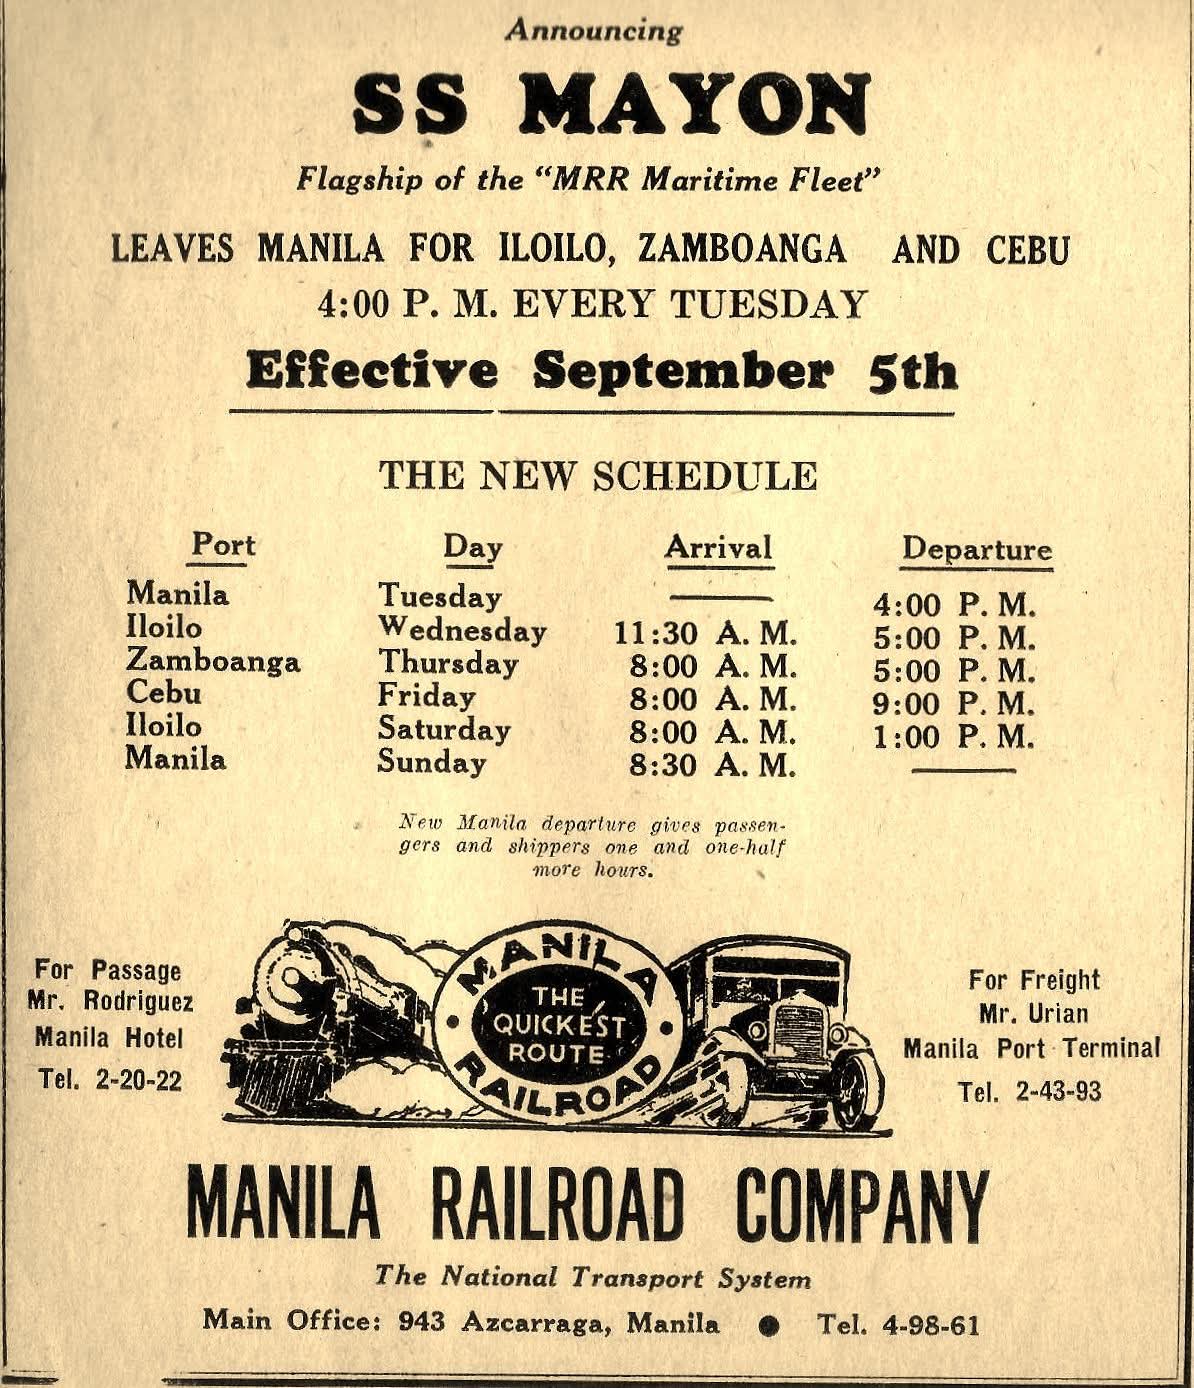 Announcing
SS MAYON
Flagship of the “MRR Maritime Fleet”
LEAVES MANILA FOR ILOILO, ZAMBOANGA AND CEBU
4:00 P. M. EVERY TUESDAY
Effective September 5th
THE NEW SCHEDULE
Port Day Arrival Departure
Manila Tuesday —— 4:00 P. M.
Iloilo Wednesday 11:30 A. M. 5:00 P. M.
Zamboanga Thursday 8:00 A. M. 5:00 P. M.
Cebu Friday 8:00 A. M. 9:00 P. M.
Iloilo Saturday 8:00 A. M. 1:00 P. M.
Manila Sunday 8:30 A. M. ——
New Manila departure gives passen-
gers and shippers one and one-half
more hours.
For Passage
Mr. Rodriguez
Manila Hotel
Tel. 2-20-22
MANILA
THE
QUICKEST
ROUTE
RAILROAD
For Freight
Mr. Urian
Manila Port Terminal
Tel. 2-43-93
MANILA RAILROAD COMPANY
The National Transport System
Main Office: 943 Azcarraga, Manila ● Tel. 4-98-61